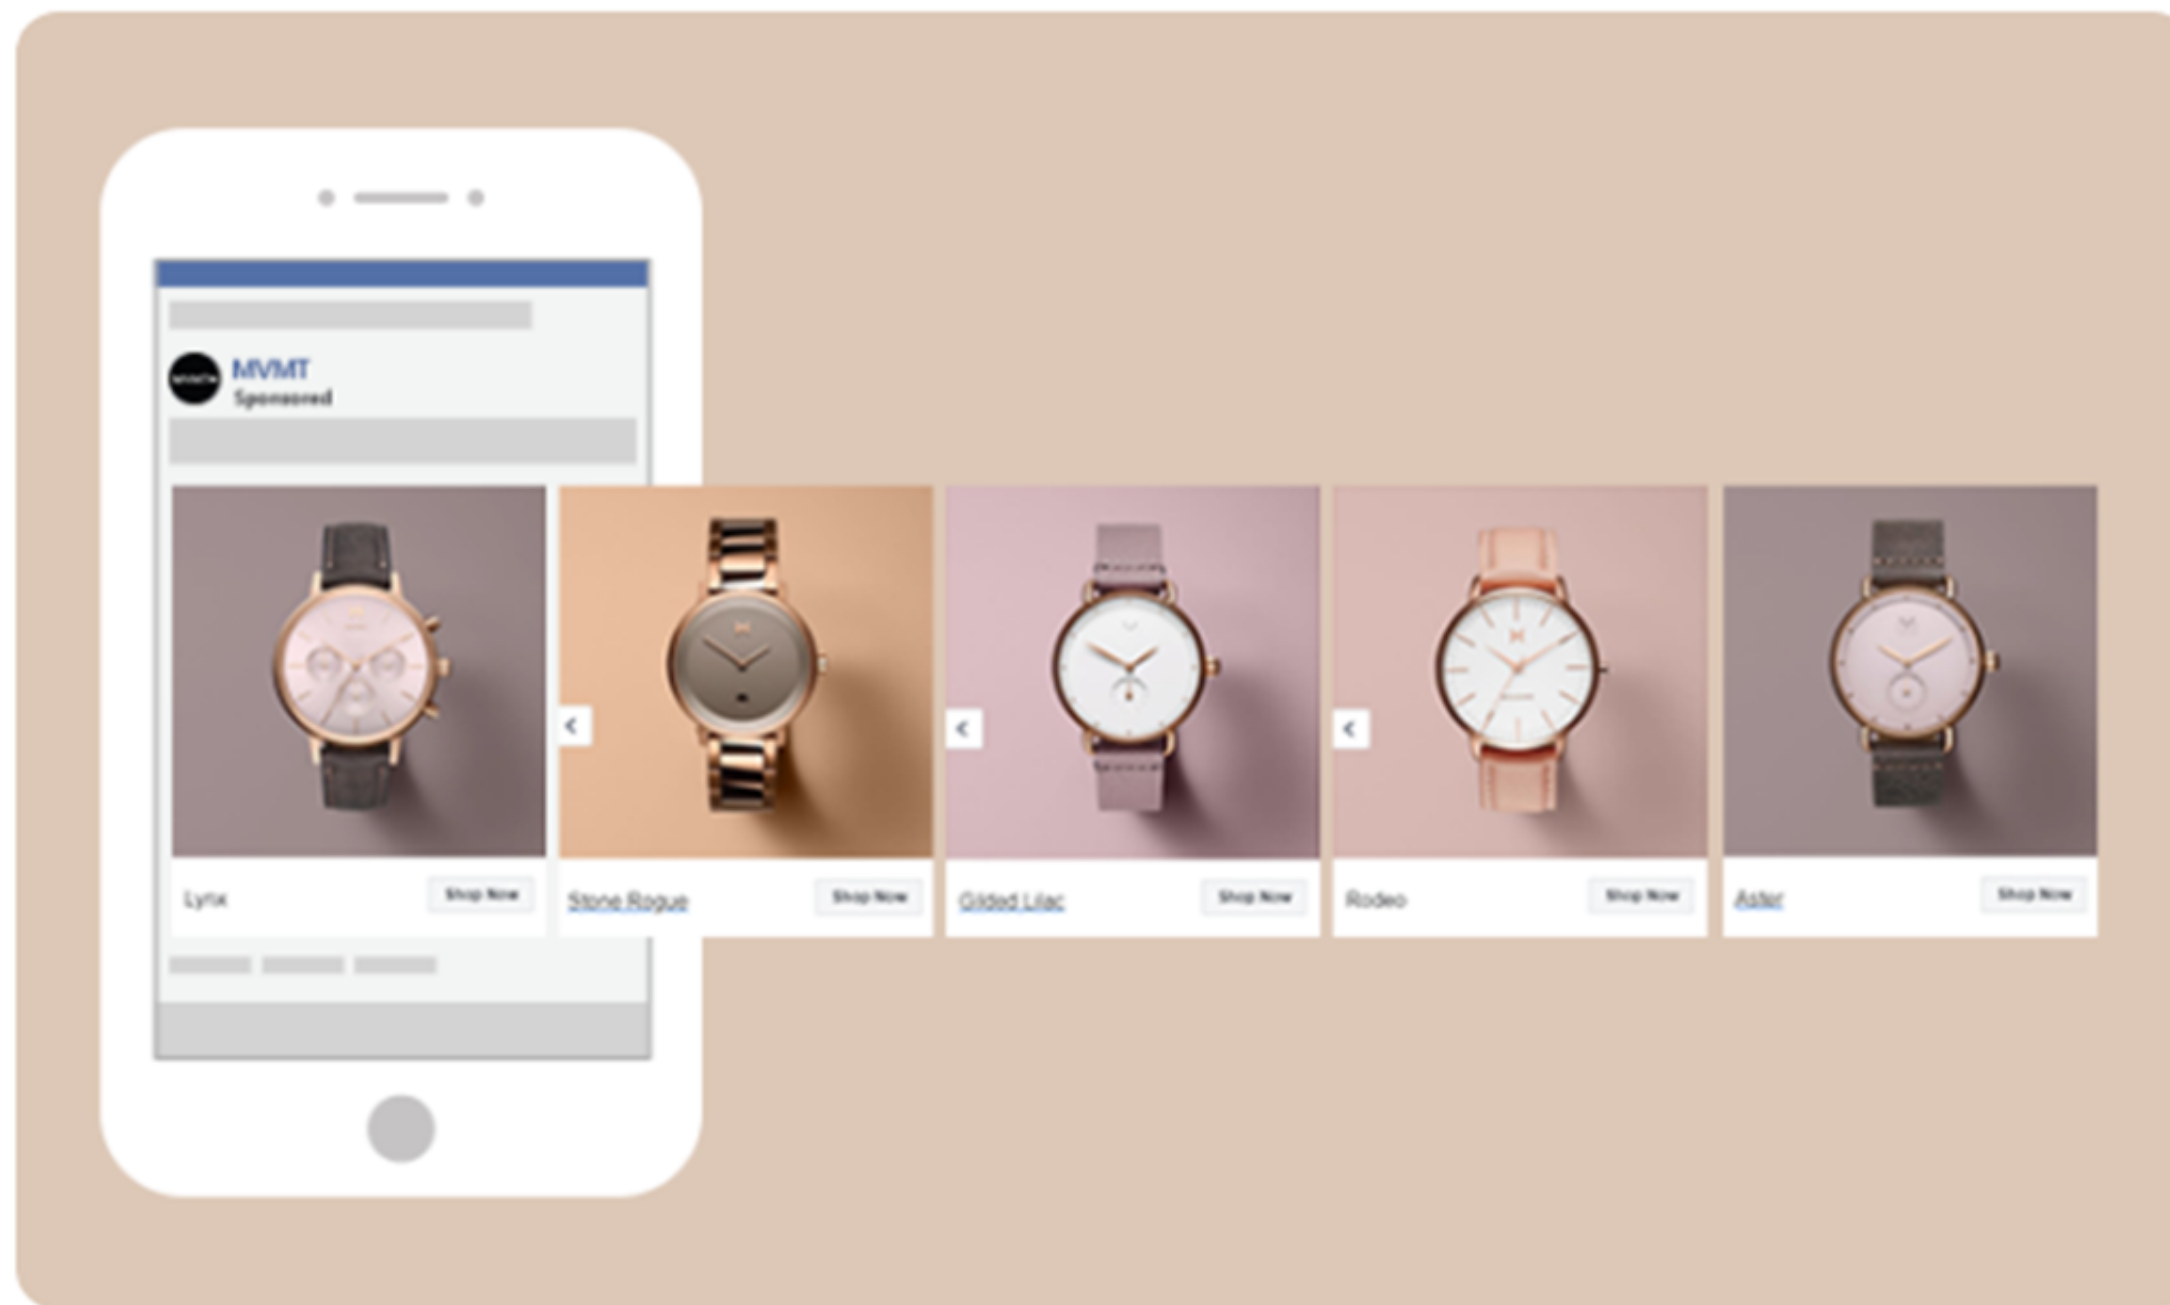 MVMT
Sponsored
Lynx
Shop Now
Stone Rogue
Shop Now
Gilded Lilac
Shop Now
Rodeo
Shop Now
Aster
Shop Now